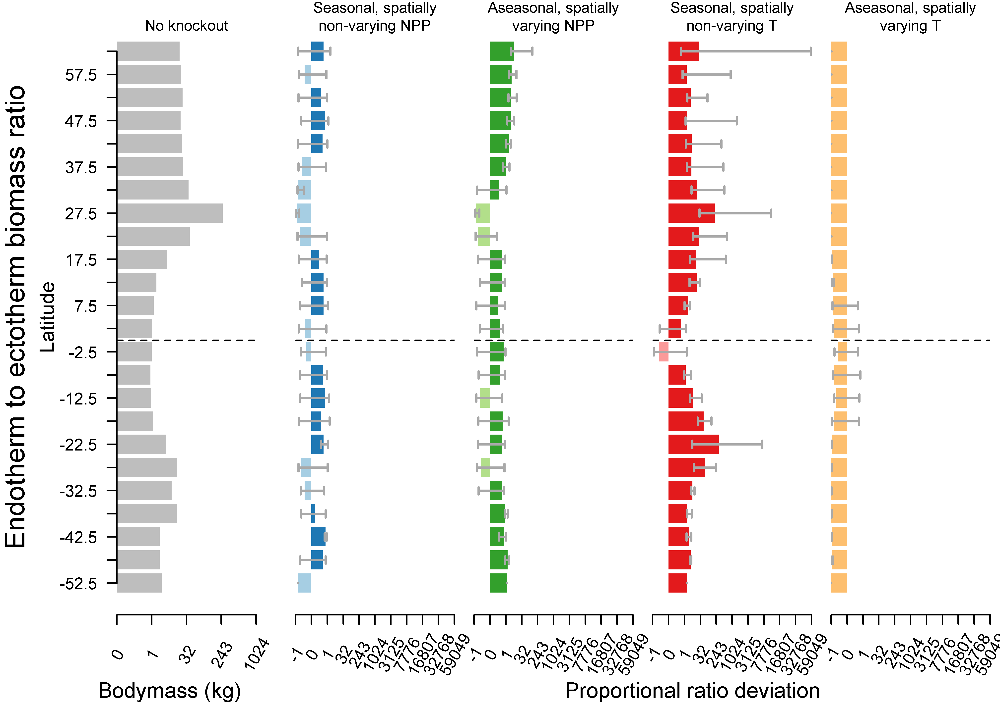 Seasonal, spatially
non-varying NPP
Aseasonal, spatially
varying NPP
Seasonal, spatially
non-varying T
Aseasonal, spatially
varying T
No knockout
Endotherm to ectotherm biomass ratio
Latitude
57.5
47.5
37.5
27.5
17.5
7.5
-2.5
-12.5
-22.5
-32.5
-42.5
-52.5
0 1 32 243 1024
-1 0 1 32 243 1024 3125 7776 16807 32768 59049
-1 0 1 32 243 1024 3125 7776 16807 32768 59049
-1 0 1 32 243 1024 3125 7776 16807 32768 59049
-1 0 1 32 243 1024 3125 7776 16807 32768 59049
Bodymass (kg)
Proportional ratio deviation